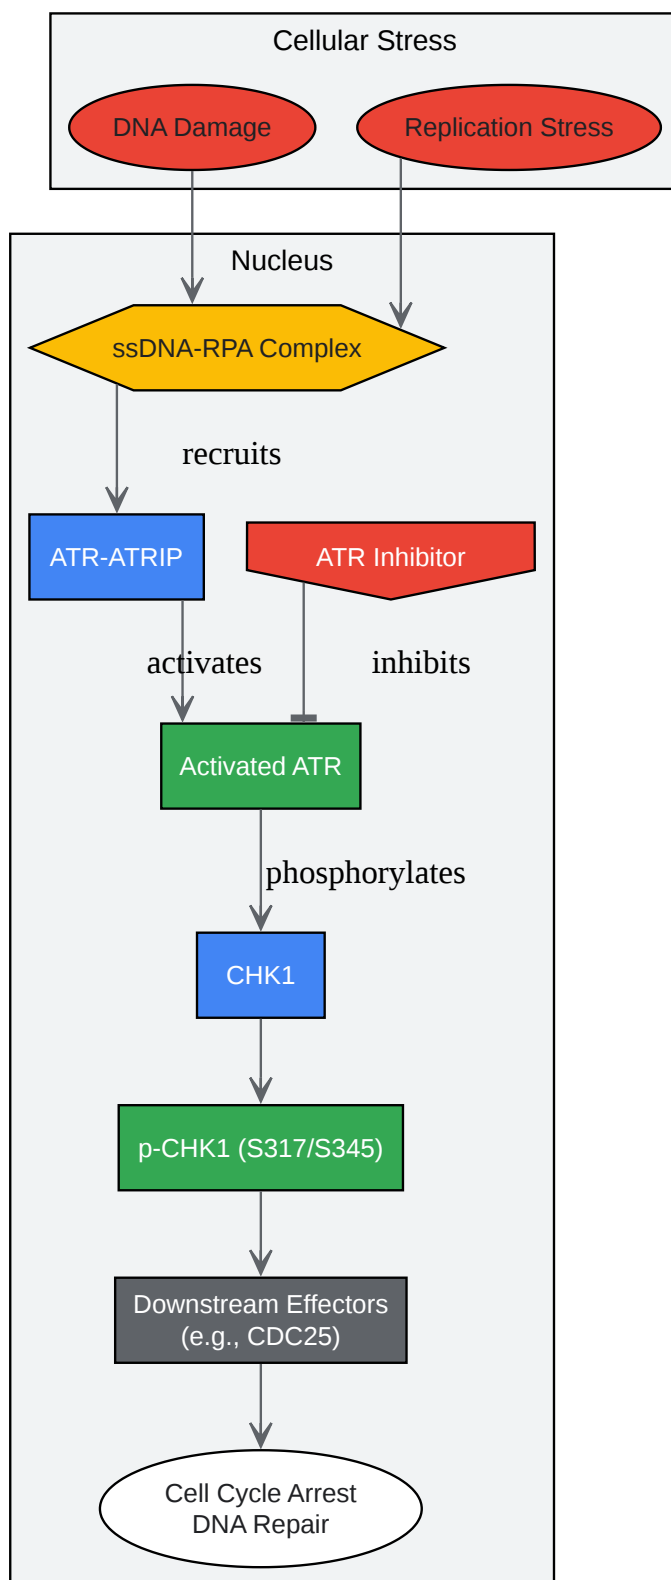 Cellular Stress
DNA Damage
Replication Stress
Nucleus
ssDNA-RPA Complex
recruits
ATR-ATRIP
ATR Inhibitor
activates
inhibits
Activated ATR
phosphorylates
CHK1
p-CHK1 (S317/S345)
Downstream Effectors
(e.g., CDC25)
Cell Cycle Arrest
DNA Repair